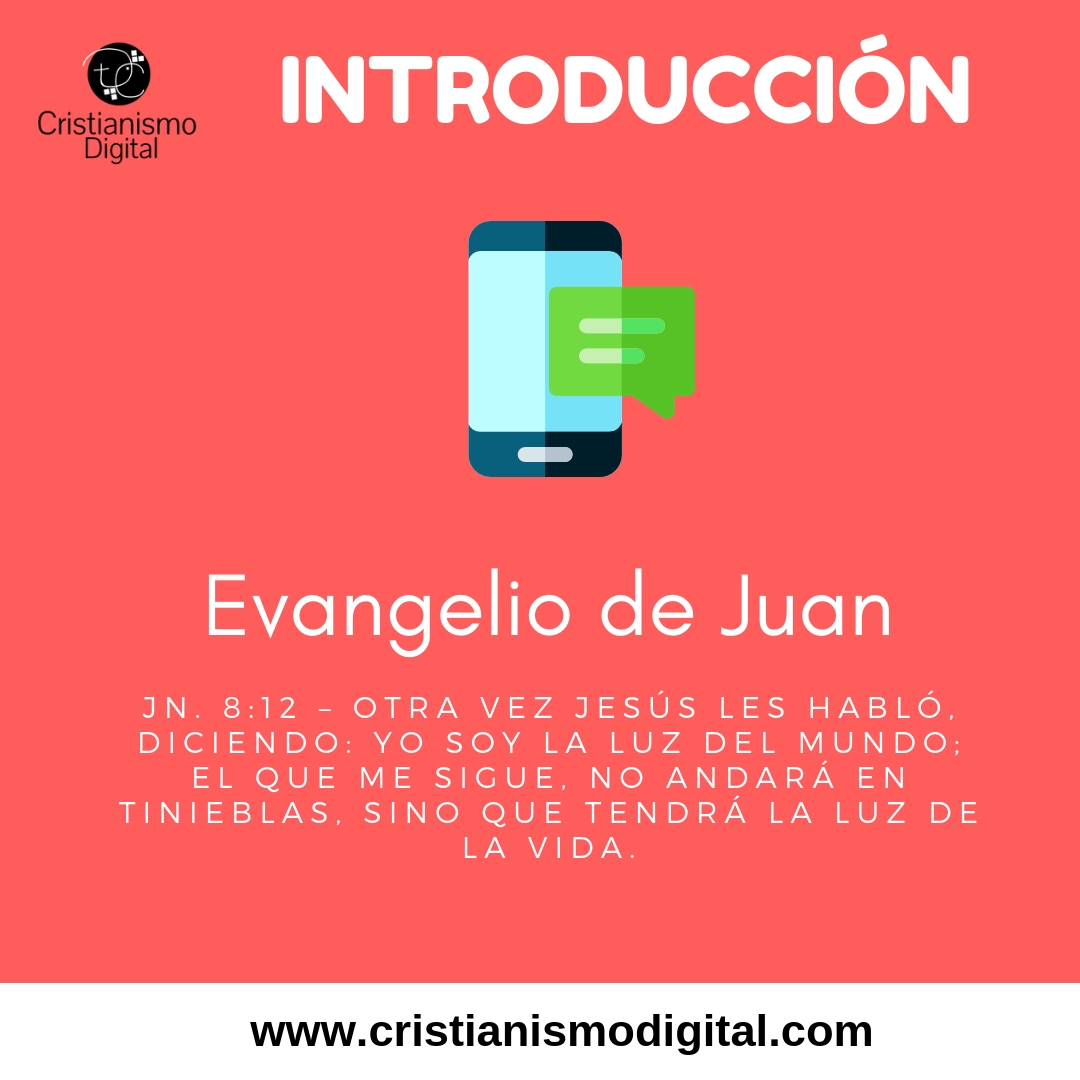 Cristianismo
Digital
INTRODUCCIÓN
Evangelio de Juan
JN. 8:12 – OTRA VEZ JESÚS LES HABLÓ,
DICIENDO: YO SOY LA LUZ DEL MUNDO;
EL QUE ME SIGUE, NO ANDARÁ EN
TINIEBLAS, SINO QUE TENDRÁ LA LUZ DE
LA VIDA.
www.cristianismodigital.com